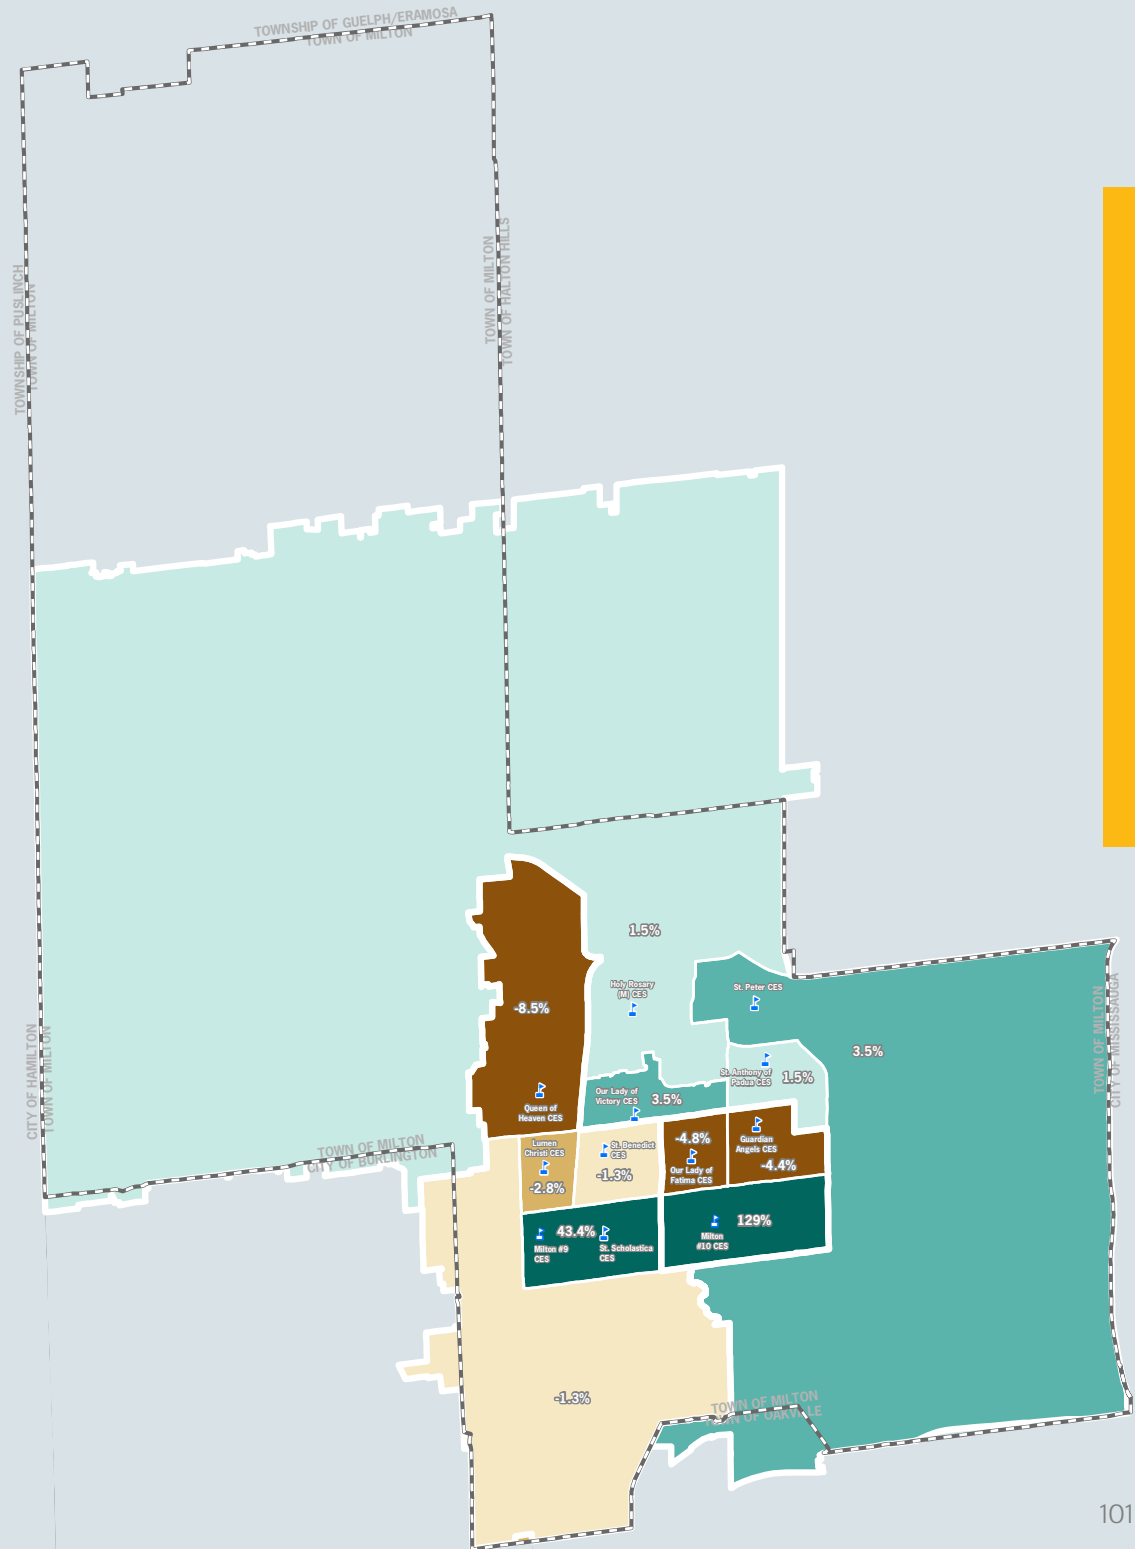 TOWNSHIP OF GUELPH/ERAMOSA
TOWN OF MILTON
TOWNSHIP OF PUSLINCH
TOWN OF MILTON
TOWN OF MILTON
TOWN OF HALTON HILLS
1.5%
Holy Rosary
(M) CES
St. Peter CES
-8.5%
3.5%
St. Anthony of
Padua CES
1.5%
TOWN OF MILTON
CITY OF MISSISSAUGA
CITY OF HAMILTON
TOWN OF MILTON
Our Lady of
Victory CES
3.5%
Queen of
Heaven CES
TOWN OF MILTON
CITY OF BURLINGTON
Lumen
Christi CES
-2.8%
St. Benedict
CES
-1.3%
-4.8%
Our Lady of
Fatima CES
Guardian
Angels CES
-4.4%
43.4%
Milton #9
CES
St. Scholastica
CES
129%
Milton
#10 CES
-1.3%
TOWN OF MILTON
TOWN OF OAKVILLE
101